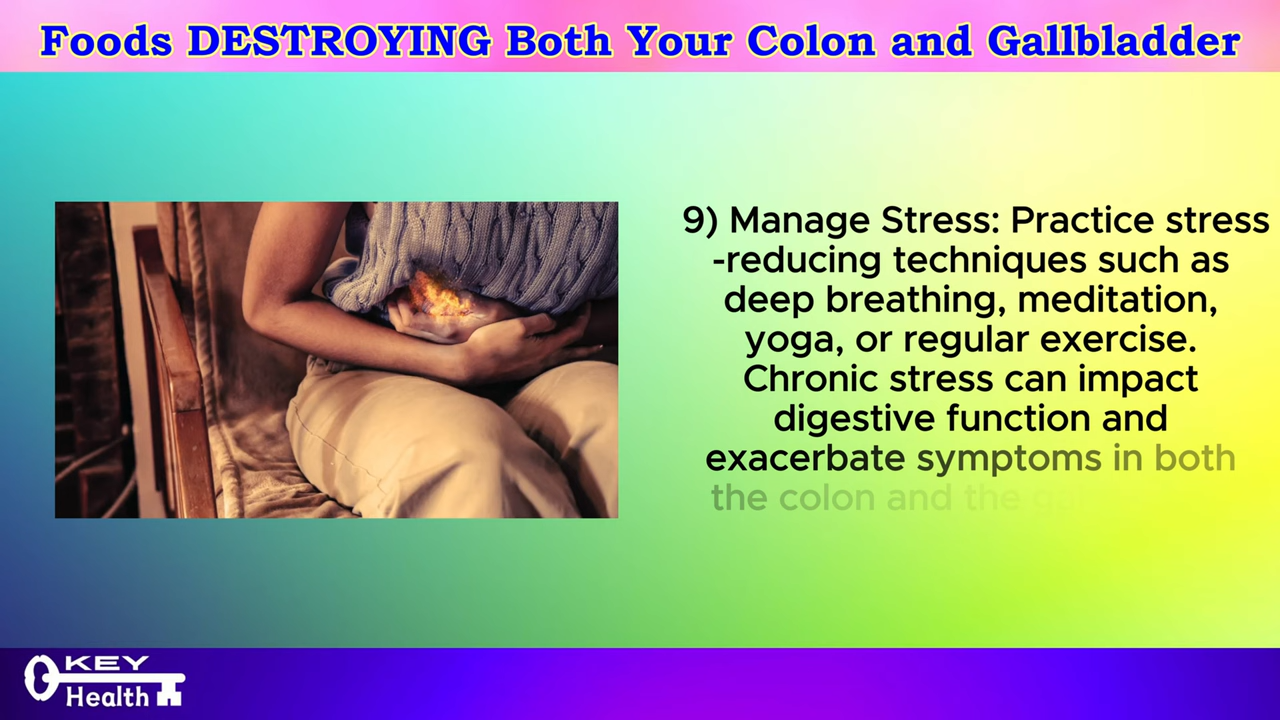 Foods DESTROYING Both Your Colon and Gallbladder
9) Manage Stress: Practice stress
-reducing techniques such as
deep breathing, meditation,
yoga, or regular exercise.
Chronic stress can impact
digestive function and
exacerbate symptoms in both
the colon and the
KEY
Health